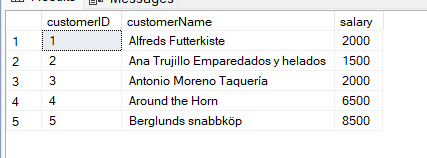 Messages
customerID customerName salary
1 1 Alfreds Futterkiste 2000
2 2 Ana Trujillo Emparedados y helados 1500
3 3 Antonio Moreno Taquería 2000
4 4 Around the Horn 6500
5 5 Berglunds snabbköp 8500